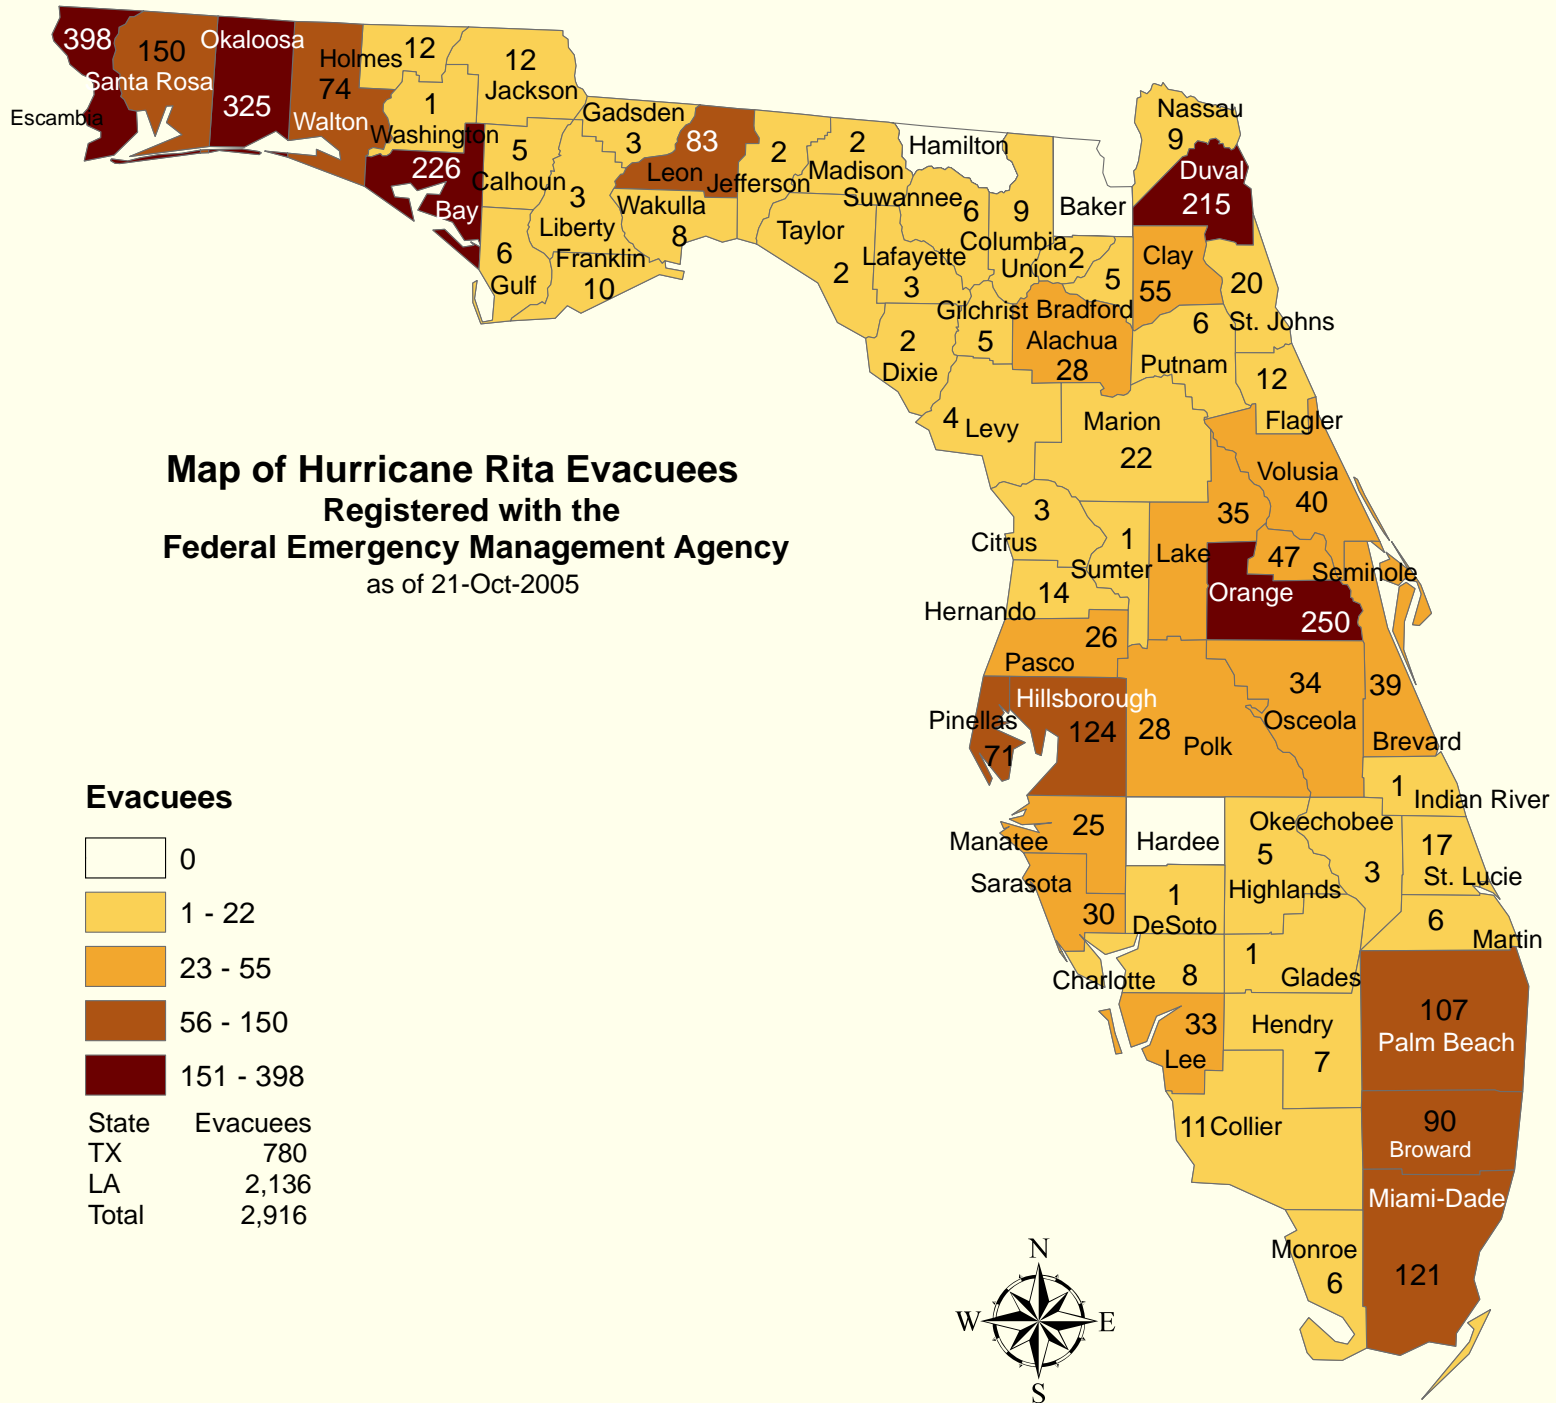 398
150
Santa Rosa
Okaloosa
325
Escambia
Holmes
12
74
Walton
12
Jackson
1
Washington
226
Bay
5
Calhoun
Gadsden
3
83
Leon
2
Jefferson
2
Madison
Hamilton
3
Liberty
Wakulla
8
6
Gulf
Franklin
10
Taylor
2
Suwannee
6
Lafayette
3
9
Columbia
Baker
Nassau
9
Duval
215
Union
2
5
Bradford
Clay
55
20
St. Johns
Gilchrist
5
Alachua
28
2
Dixie
6
Putnam
12
Flagler
4
Levy
Marion
22
Volusia
40
Map of Hurricane Rita Evacuees
Registered with the
Federal Emergency Management Agency
as of 21-Oct-2005
3
Citrus
1
Sumter
35
Lake
47
Seminole
Orange
250
14
Hernando
26
Pasco
Pinellas
71
Hillsborough
124
28
Polk
34
Osceola
39
Brevard
1
Indian River
25
Manatee
Hardee
Okeechobee
3
5
Highlands
17
St. Lucie
Sarasota
30
1
DeSoto
6
Martin
8
Charlotte
1
Glades
33
Lee
Hendry
7
107
Palm Beach
11
Collier
90
Broward
Miami-Dade
121
Monroe
6
Evacuees
0
1 - 22
23 - 55
56 - 150
151 - 398
State Evacuees
TX 780
LA 2,136
Total 2,916
N
W
E
S